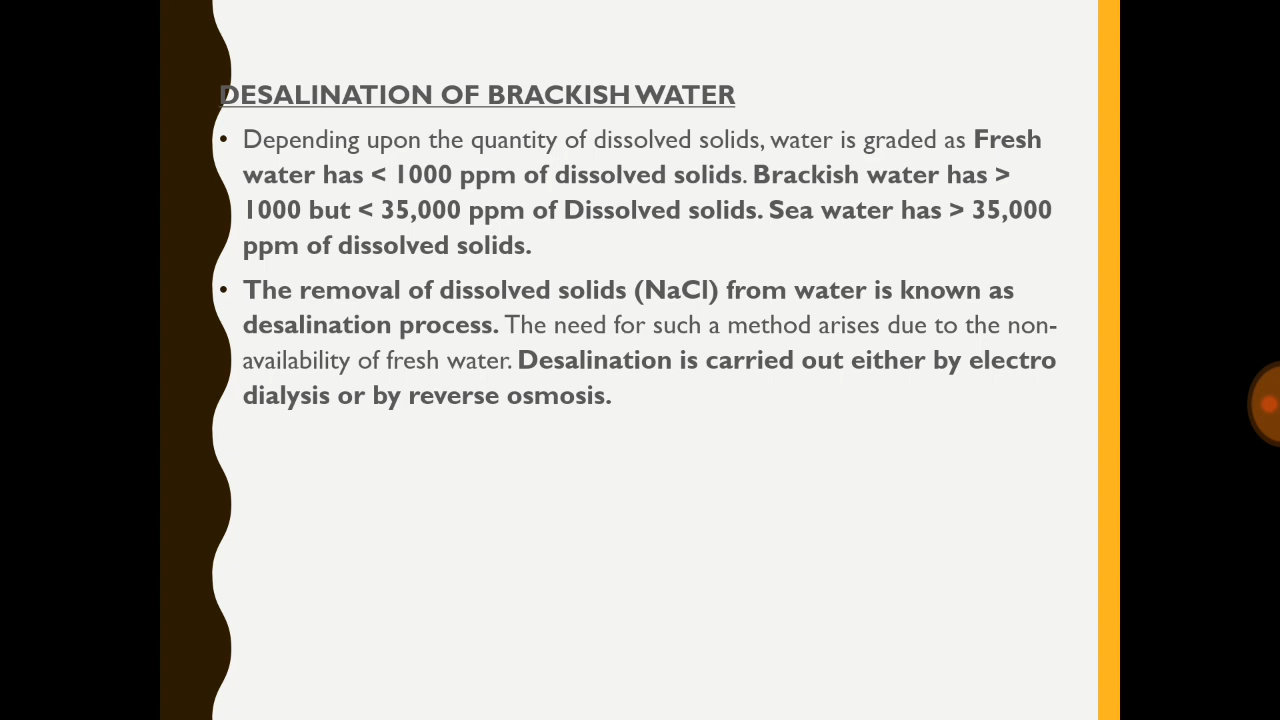 DESALINATION OF BRACKISH WATER
• Depending upon the quantity of dissolved solids, water is graded as Fresh
water has < 1000 ppm of dissolved solids. Brackish water has >
1000 but < 35,000 ppm of Dissolved solids. Sea water has > 35,000
ppm of dissolved solids.
• The removal of dissolved solids (NaCl) from water is known as
desalination process. The need for such a method arises due to the non-
availability of fresh water. Desalination is carried out either by electro
dialysis or by reverse osmosis.